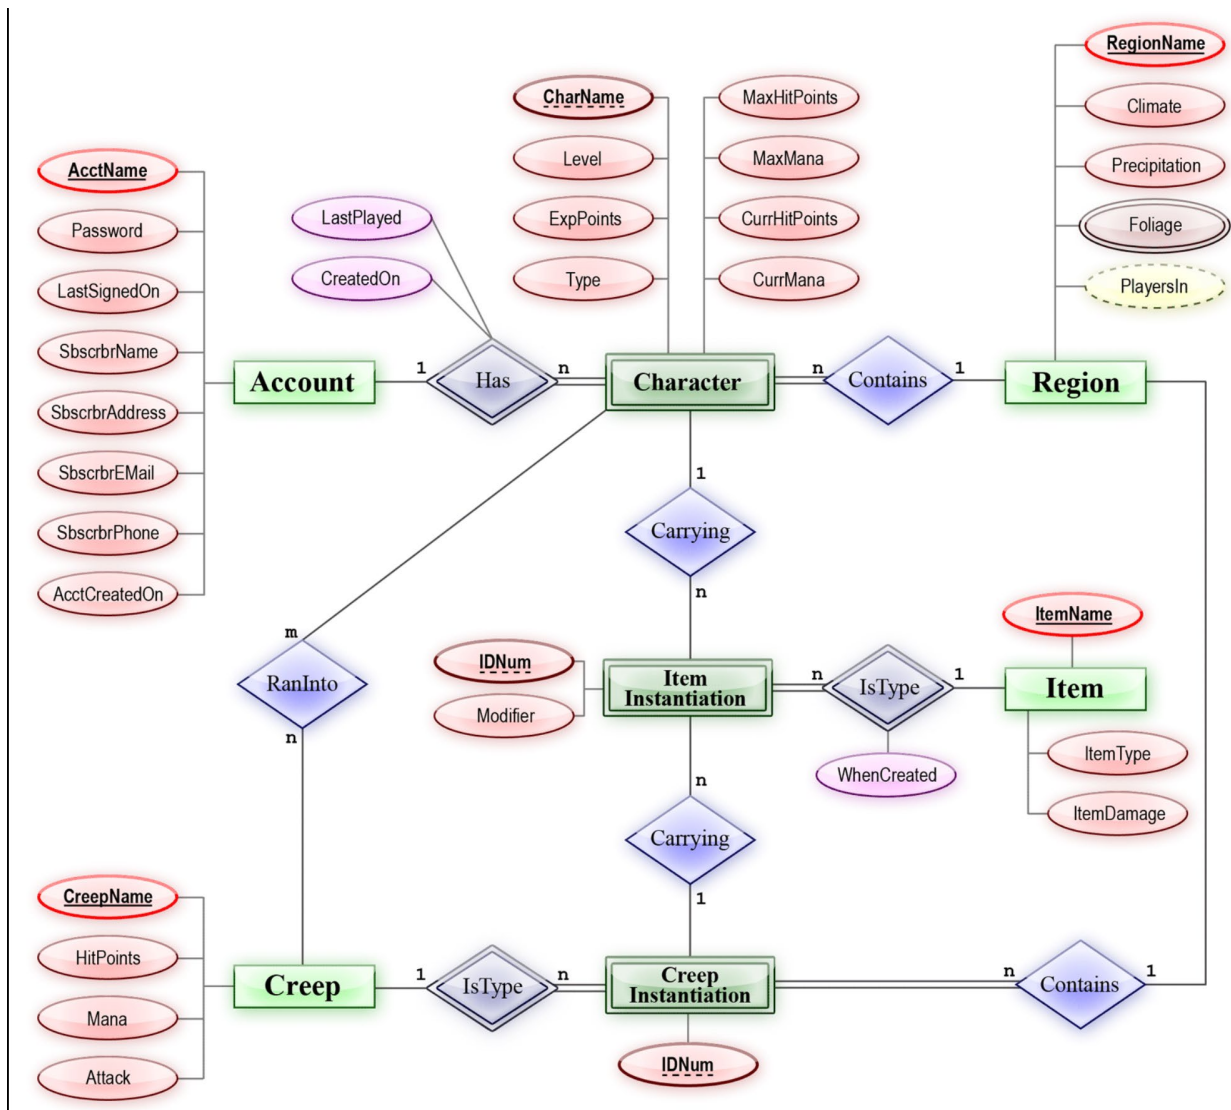 RegionName
CharName
MaxHitPoints
Climate
Level
MaxMana
Precipitation
AcctName
LastPlayed
ExpPoints
CurrHitPoints
Foliage
Password
CreatedOn
Type
CurrMana
PlayersIn
LastSignedOn
SbscrbrName
Account
1
Has
n
Character
n
Contains
1
Region
SbscrbrAddress
SbscrbrEMail
1
SbscrbrPhone
Carrying
AcctCreatedOn
n
ItemName
m
RanInto
IDNum
Item
Instantiation
n
IsType
1
Item
Modifier
n
n
WhenCreated
ItemType
Carrying
ItemDamage
CreepName
1
HitPoints
Creep
1
IsType
n
Creep
Instantiation
n
Contains
1
Mana
IDNum
Attack